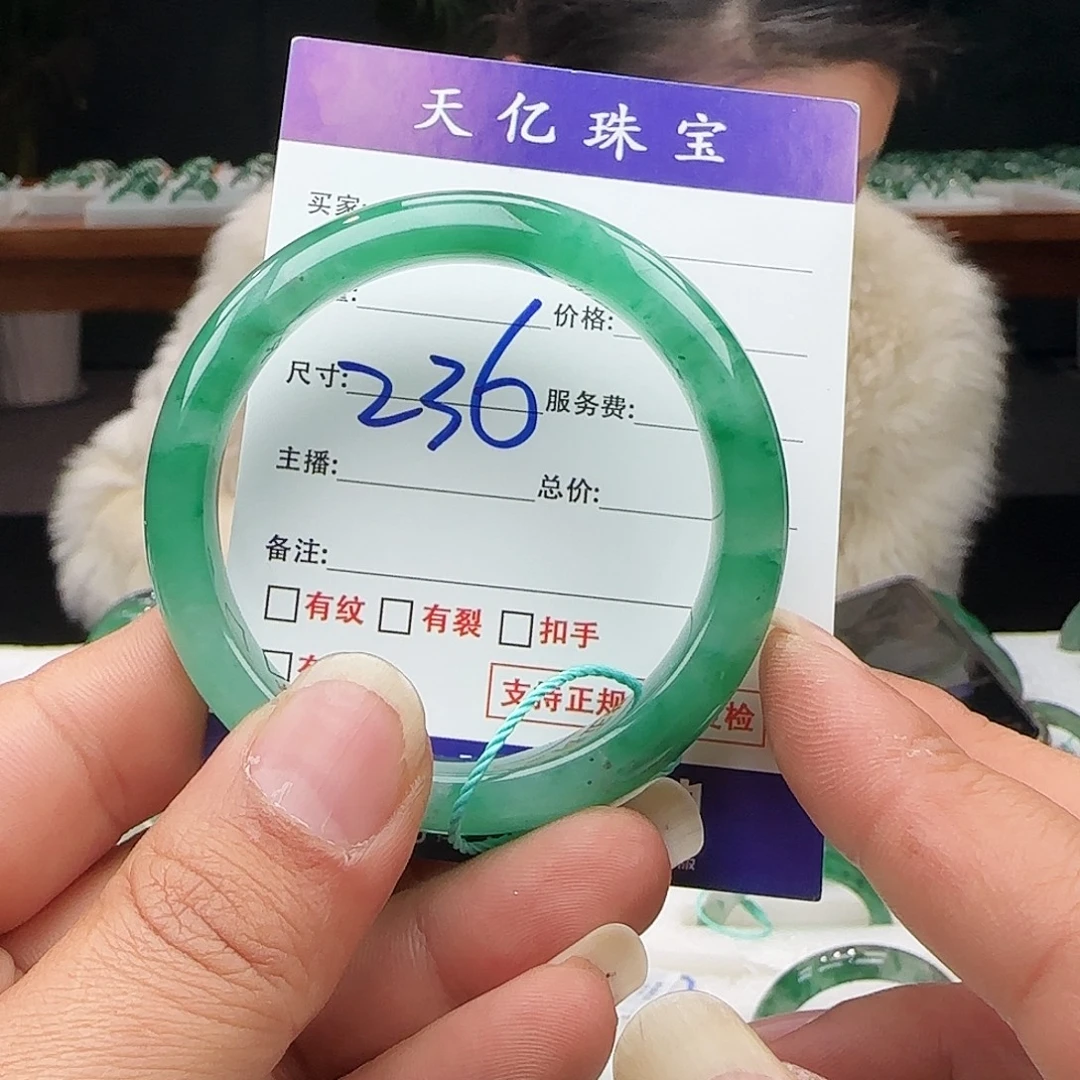 天亿珠宝
买家:
价格:
尺寸: 236 服务费:
主播: 总价:
备注:
有纹 有裂 扣手
支持正规 检